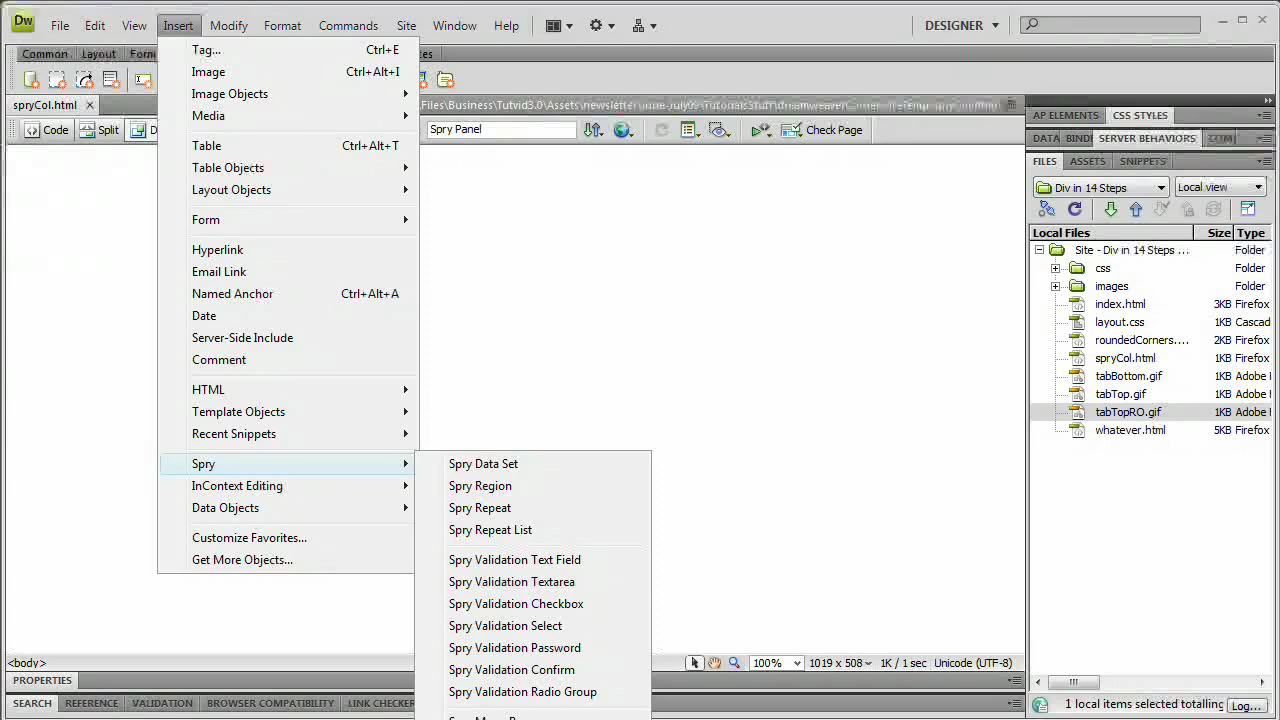 Dw File Edit View Insert Modify Format Commands Site Window Help DESIGNER
Common Layout
spryCol.html
Code Split
Spry Panel Check Page
Tag... Ctrl+E
Image Ctrl+Alt+I
Image Objects
Media
Table Ctrl+Alt+T
Table Objects
Layout Objects
Form
Hyperlink
Email Link
Named Anchor Ctrl+Alt+A
Date
Server-Side Include
Comment
HTML
Template Objects
Recent Snippets
Spry
InContext Editing
Data Objects
Customize Favorites...
Get More Objects...
Spry Data Set
Spry Region
Spry Repeat
Spry Repeat List
Spry Validation Text Field
Spry Validation Textarea
Spry Validation Checkbox
Spry Validation Select
Spry Validation Password
Spry Validation Confirm
Spry Validation Radio Group
AP ELEMENTS CSS STYLES
DATA BIND SERVER BEHAVIORS
FILES ASSETS SNIPPETS
Div in 14 Steps Local view
Local Files Size Type
Site - Div in 14 Steps ... Folder
css Folder
images Folder
index.html 3KB Firefox
layout.css 1KB Cascad
roundedCorners.... 2KB Firefox
spryCol.html 1KB Firefox
tabBottom.gif 1KB Adobe
tabTop.gif 1KB Adobe
tabTopRO.gif 1KB Adobe
whatever.html 5KB Firefox
<body> 100% 1019 x 508 1K / 1 sec Unicode (UTF-8)
PROPERTIES
SEARCH REFERENCE VALIDATION BROWSER COMPATIBILITY LINK CHECKER
1 local items selected totalling Log...